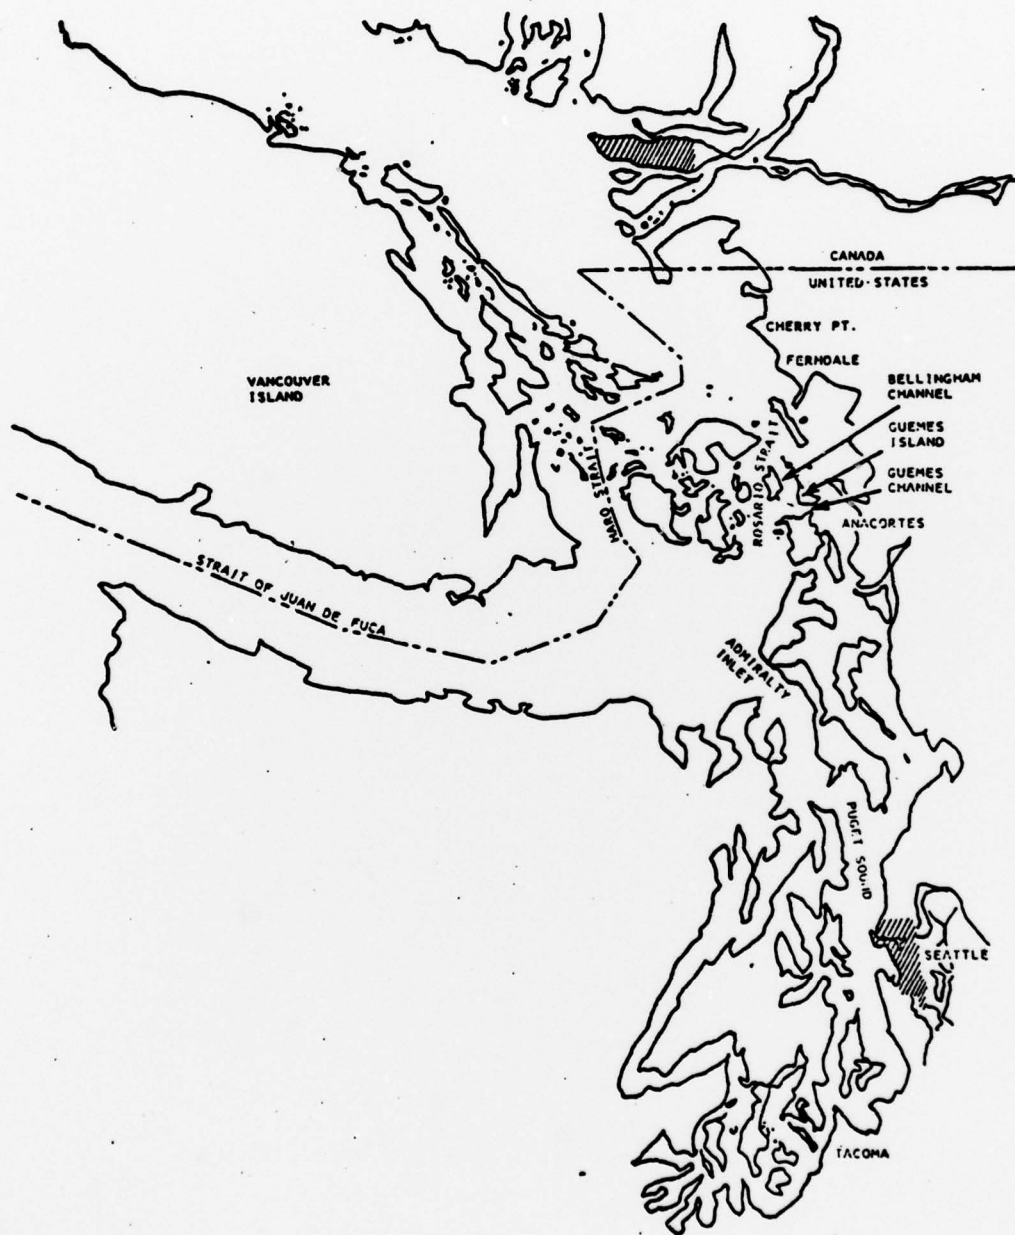 CANADA
UNITED-STATES
CHERRY PT.
FERNDALE
VANCOUVER
ISLAND
BELLINGHAM
CHANNEL
GUEMES
ISLAND
GUEMES
CHANNEL
ANACORTES
HARO STRAIT
ROSARIO STRAIT
STRAIT OF JUAN DE FUCA
ADMIRALTY
INLET
PUGET SOUND
SEATTLE
TACOMA